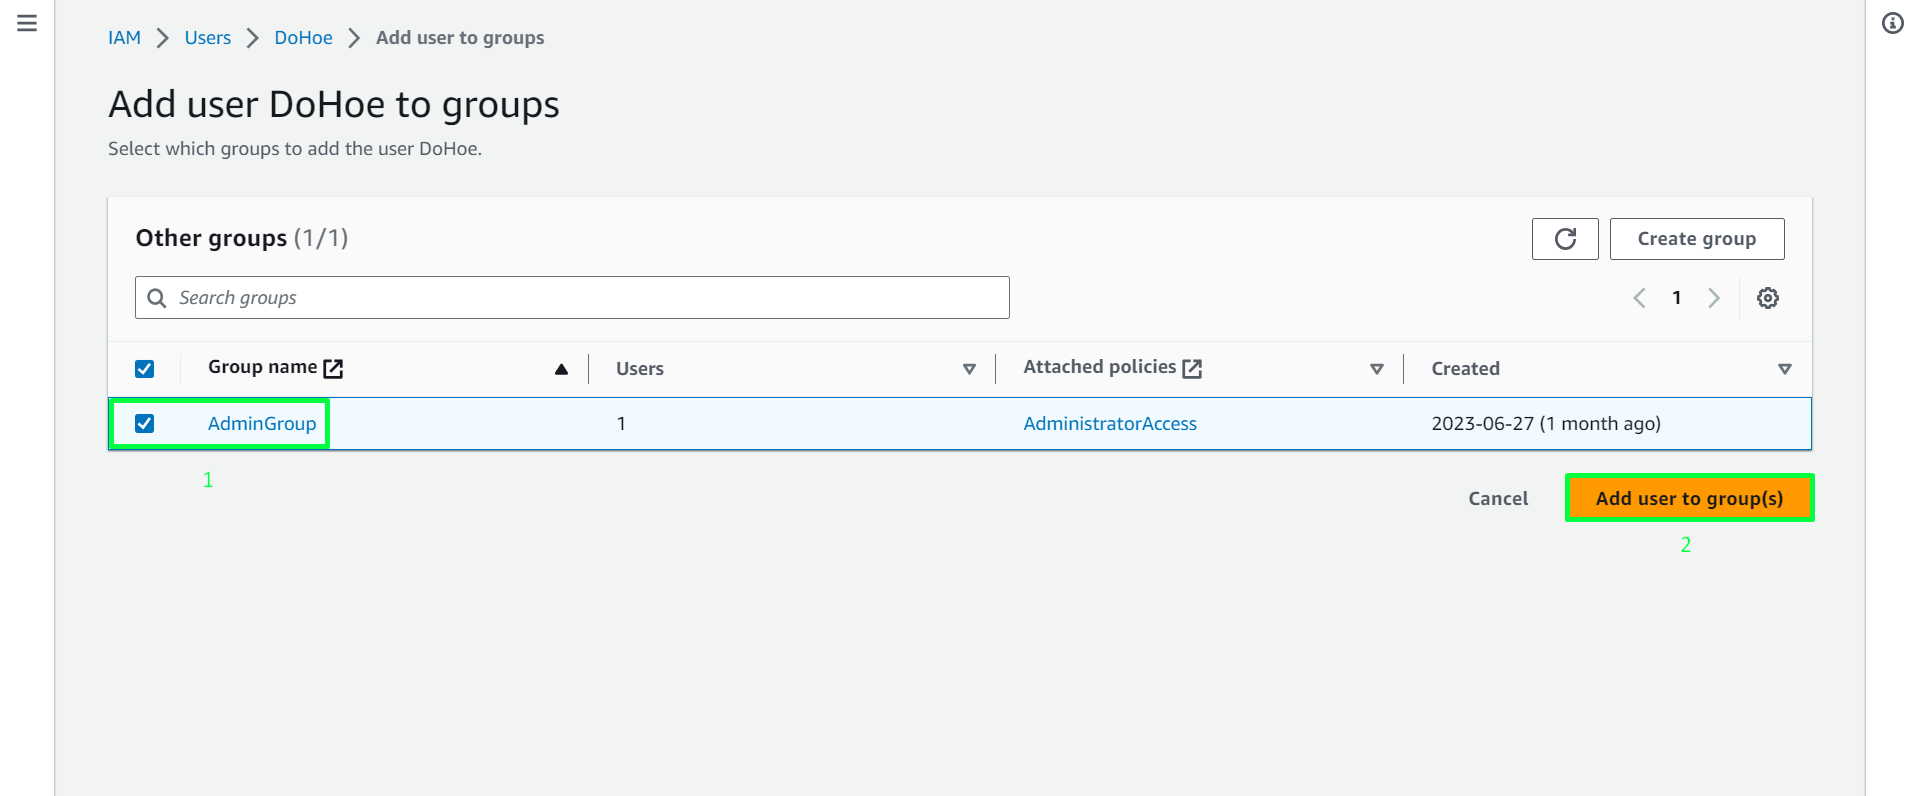 IAM > Users > DoHoe > Add user to groups
Add user DoHoe to groups
Select which groups to add the user DoHoe.
Other groups (1/1)
Create group
Search groups
1
Group name Users Attached policies Created
AdminGroup 1 AdministratorAccess 2023-06-27 (1 month ago)
1
Cancel Add user to group(s)
2